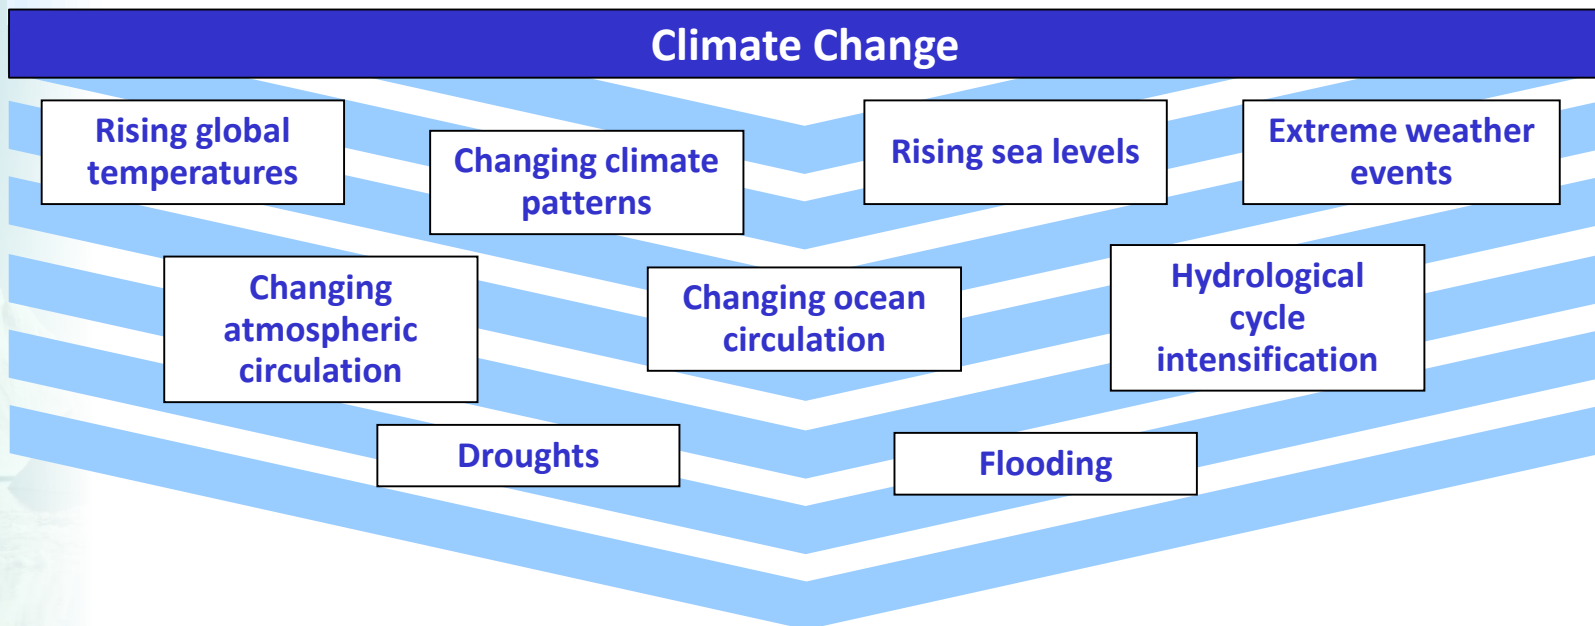 Climate Change
Rising global
temperatures
Changing climate
patterns
Rising sea levels
Extreme weather
events
Changing
atmospheric
circulation
Changing ocean
circulation
Hydrological
cycle
intensification
Droughts
Flooding